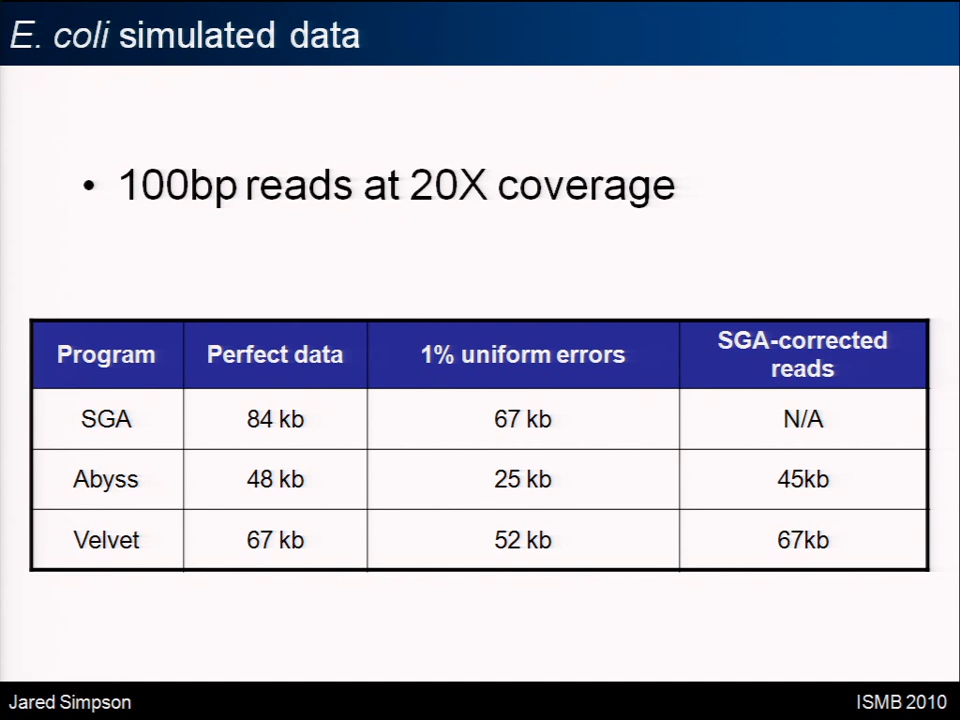 E. coli simulated data
• 100bp reads at 20X coverage
Program Perfect data 1% uniform errors SGA-corrected reads
SGA 84 kb 67 kb N/A
Abyss 48 kb 25 kb 45kb
Velvet 67 kb 52 kb 67kb
Jared Simpson ISMB 2010